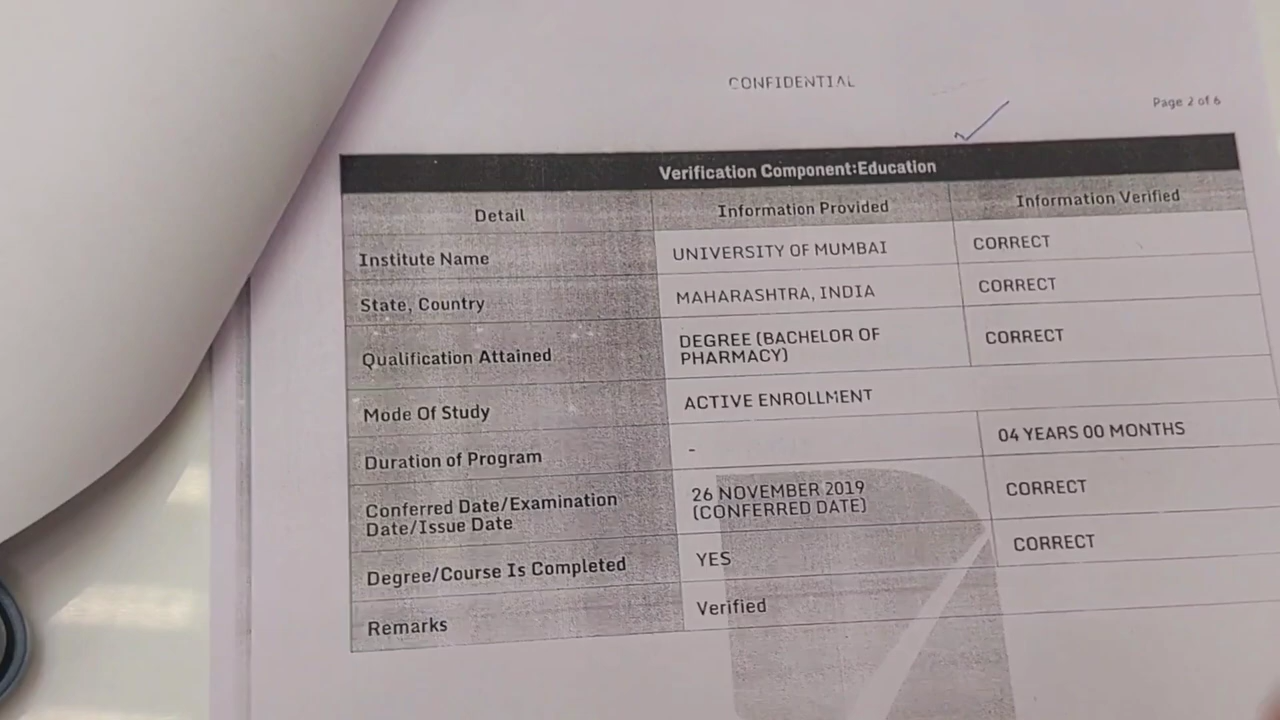 CONFIDENTIAL
Page 2 of 6
Verification Component:Education
Detail Information Provided Information Verified
Institute Name UNIVERSITY OF MUMBAI CORRECT
State, Country MAHARASHTRA, INDIA CORRECT
Qualification Attained DEGREE (BACHELOR OF CORRECT
PHARMACY)
Mode Of Study ACTIVE ENROLLMENT
Duration of Program - 04 YEARS 00 MONTHS
Conferred Date/Examination 26 NOVEMBER 2019 CORRECT
Date/Issue Date (CONFERRED DATE)
Degree/Course Is Completed YES CORRECT
Remarks Verified